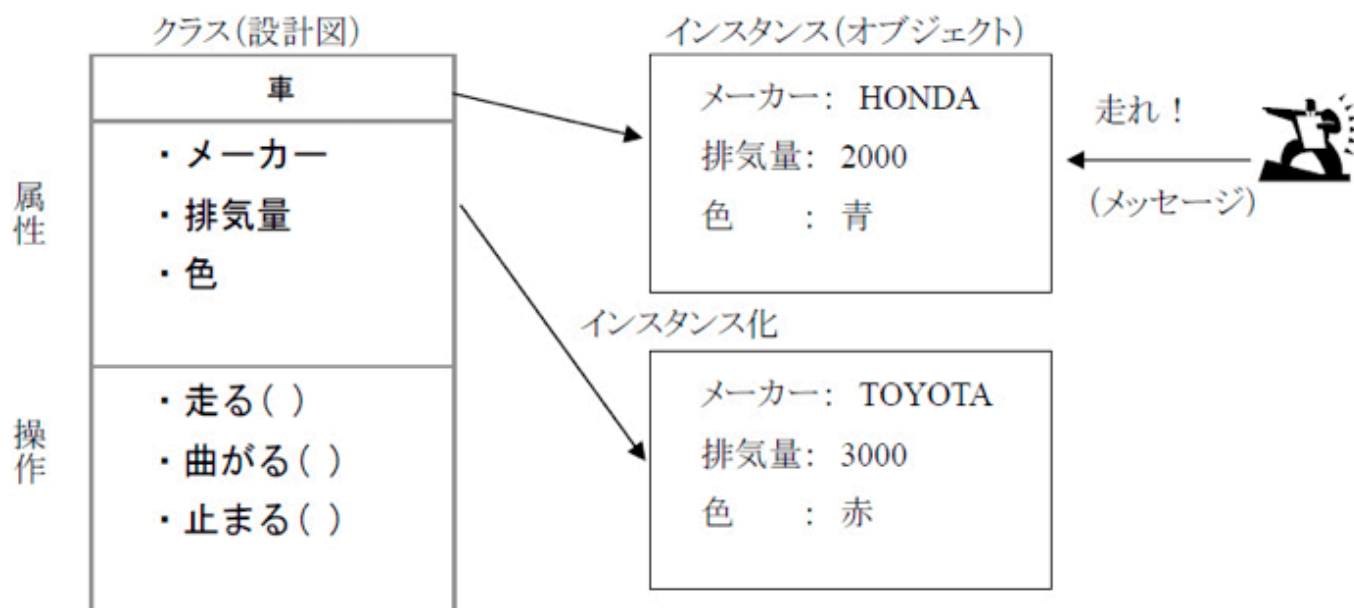 クラス(設計図)
車
属性
・メーカー
・排気量
・色
操作
・走る( )
・曲がる( )
・止まる( )
インスタンス(オブジェクト)
メーカー: HONDA
排気量: 2000
色 : 青
走れ!
(メッセージ)
インスタンス化
メーカー: TOYOTA
排気量: 3000
色 : 赤